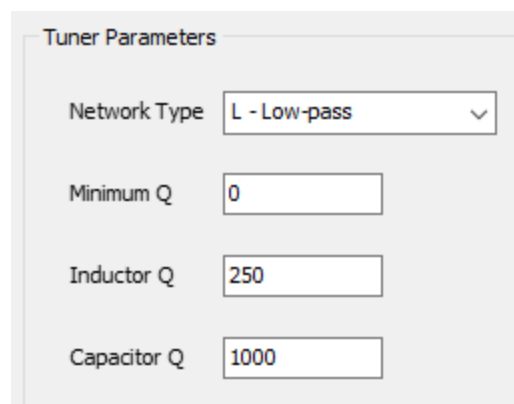 Tuner Parameters
Network Type L - Low-pass
Minimum Q 0
Inductor Q 250
Capacitor Q 1000